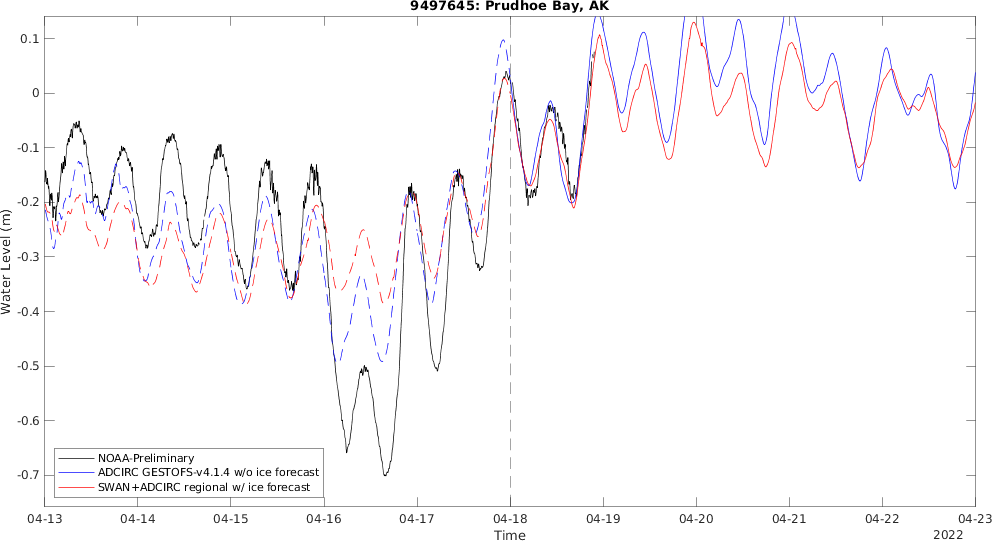 9497645: Prudhoe Bay, AK
Water Level (m)
0.1
0
-0.1
-0.2
-0.3
-0.4
-0.5
-0.6
-0.7
NOAA-Preliminary
ADCIRC GESTOFS-v4.1.4 w/o ice forecast
SWAN+ADCIRC regional w/ ice forecast
04-13 04-14 04-15 04-16 04-17 04-18 04-19 04-20 04-21 04-22 04-23
Time
2022